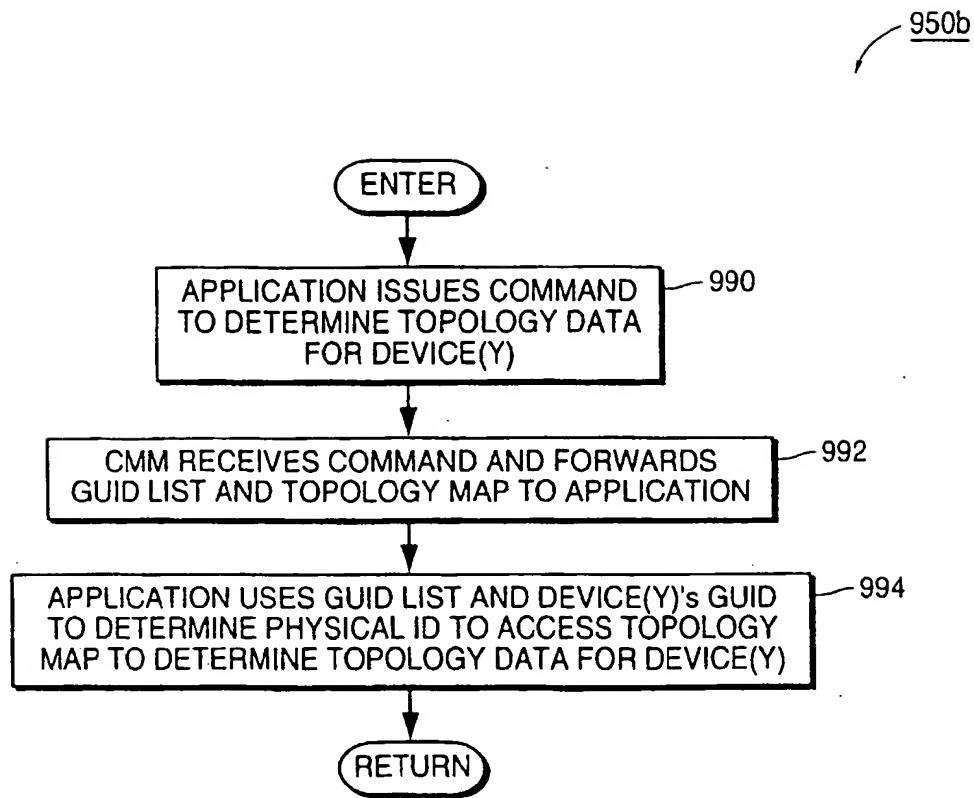 950b
ENTER
APPLICATION ISSUES COMMAND
TO DETERMINE TOPOLOGY DATA
FOR DEVICE(Y)
990
CMM RECEIVES COMMAND AND FORWARDS
GUID LIST AND TOPOLOGY MAP TO APPLICATION
992
APPLICATION USES GUID LIST AND DEVICE(Y)'s GUID
TO DETERMINE PHYSICAL ID TO ACCESS TOPOLOGY
MAP TO DETERMINE TOPOLOGY DATA FOR DEVICE(Y)
994
RETURN